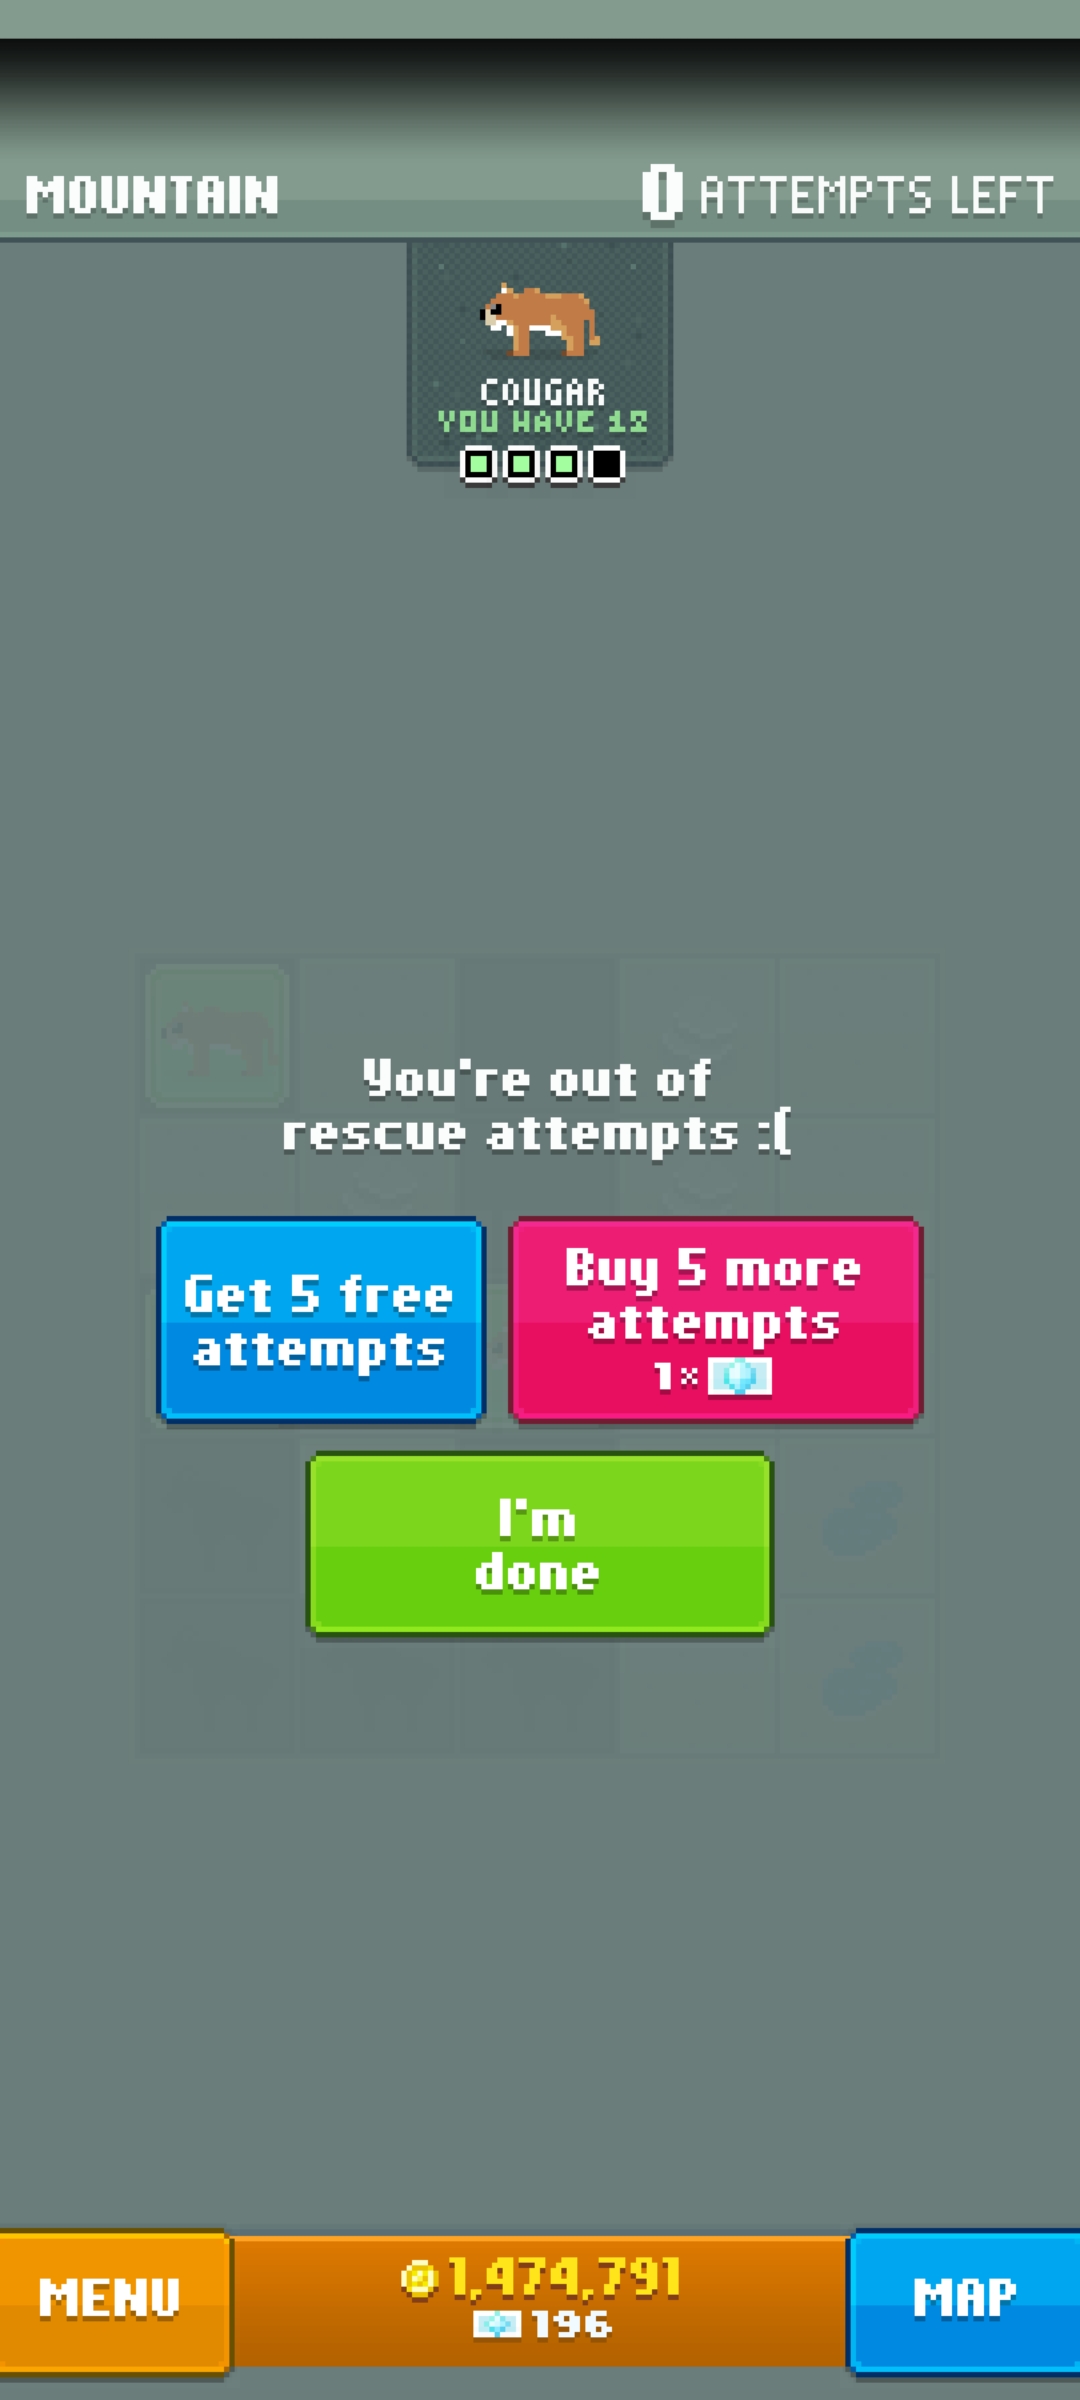 MOUNTAIN
0 ATTEMPTS LEFT
COUGAR
YOU HAVE 12
You're out of
rescue attempts :(
Get 5 free
attempts
Buy 5 more
attempts
1×
I'm
done
MENU
1,474,791
196
MAP